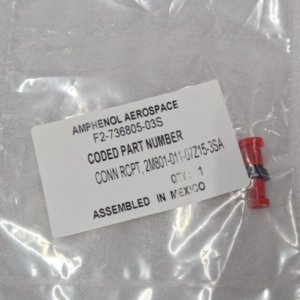 AMPHENOL AEROSPACE
F2-736805-03S
CODED PART NUMBER
CONN RCPT, 2M801-011-07Z15-3SA
QTY: 1
ASSEMBLED IN MEXICO